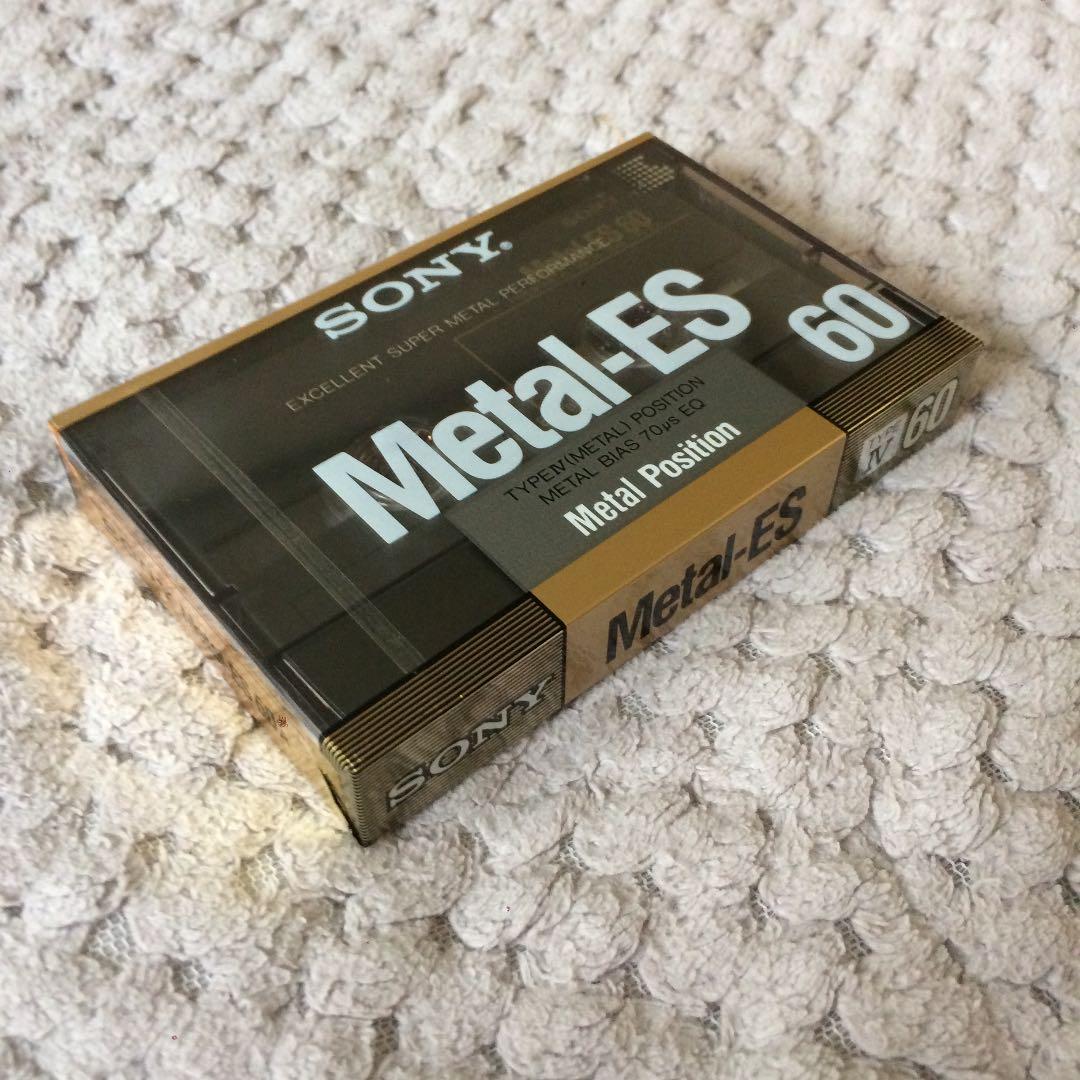 SONY®
EXCELLENT SUPER METAL PERFORMANCE
Metal-ES 60
TYPE IV (METAL) POSITION
METAL BIAS 70μs EQ
Metal Position
SONY
Metal-ES
TYPE IV 60